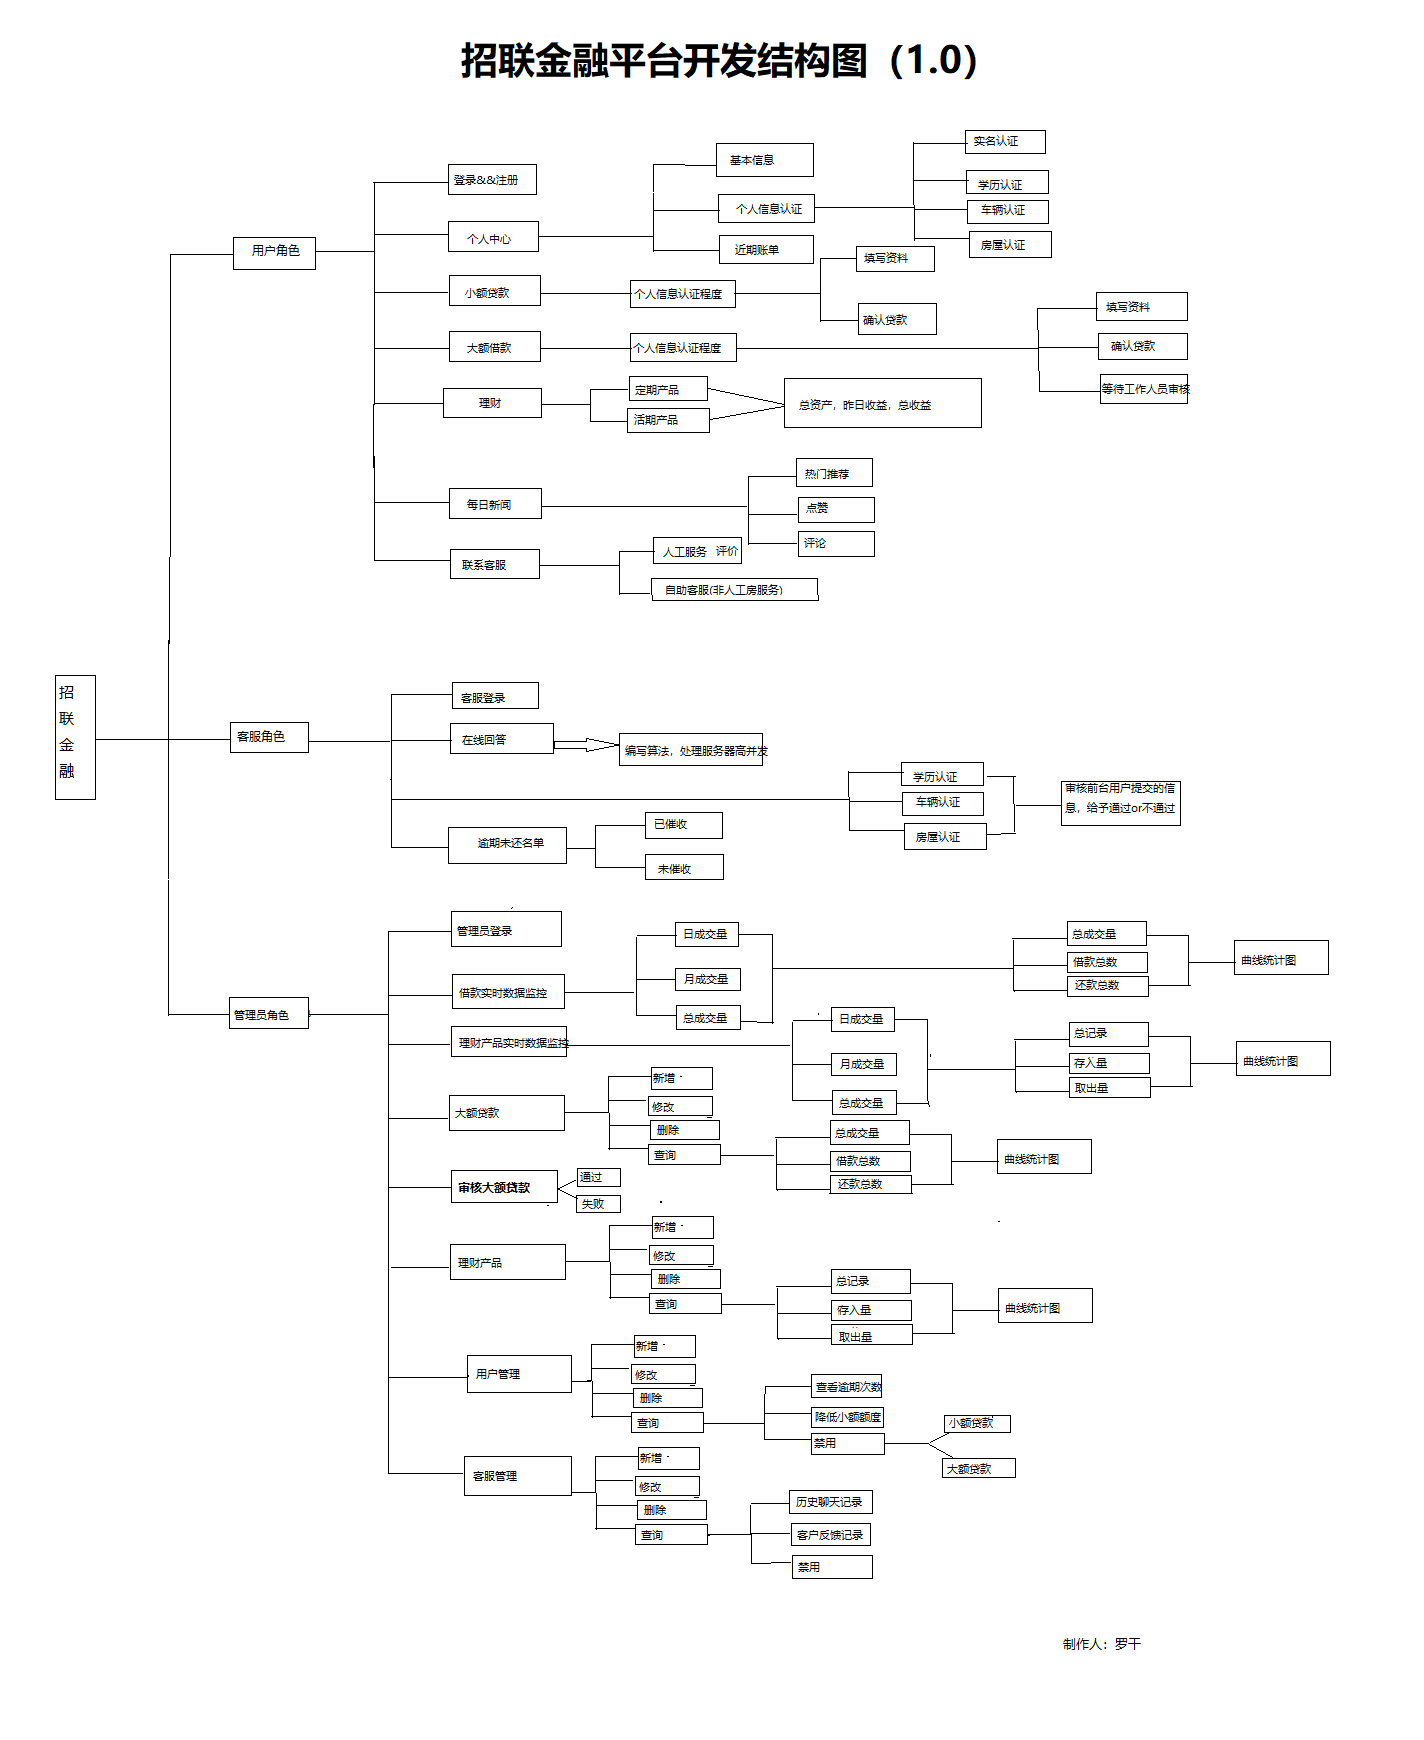 招联金融平台开发结构图（1.0）
实名认证
基本信息
登录&&注册
学历认证
个人信息认证
车辆认证
个人中心
房屋认证
用户角色
近期账单
填写资料
小额贷款
个人信息认证程度
填写资料
确认贷款
大额借款
个人信息认证程度
确认贷款
等待工作人员审核
定期产品
理财
总资产，昨日收益，总收益
活期产品
热门推荐
每日新闻
点赞
评论
人工服务 评价
联系客服
自助客服(非人工房服务)
招
联
金
融
客服登录
客服角色
在线回答
编写算法，处理服务器高并发
学历认证
审核前台用户提交的信
息，给予通过or不通过
车辆认证
已催收
房屋认证
逾期未还名单
未催收
管理员登录
日成交量
总成交量
借款总数
曲线统计图
月成交量
还款总数
借款实时数据监控
管理员角色
总成交量
日成交量
总记录
理财产品实时数据监控
月成交量
存入量
曲线统计图
取出量
新增
总成交量
大额贷款
修改
删除
总成交量
查询
借款总数
曲线统计图
还款总数
审核大额贷款
通过
失败
新增
理财产品
修改
删除
总记录
查询
存入量
曲线统计图
取出量
新增
用户管理
修改
删除
查看逾期次数
查询
降低小额额度
小额贷款
禁用
大额贷款
新增
客服管理
修改
删除
历史聊天记录
查询
客户反馈记录
禁用
制作人：罗干